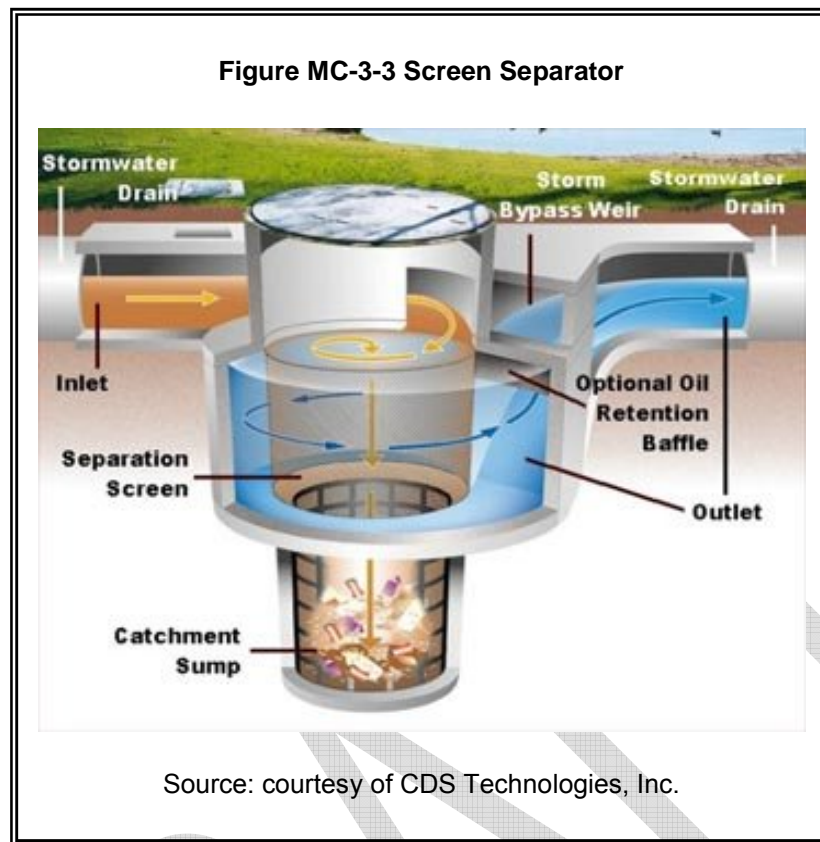 Figure MC-3-3 Screen Separator
Stormwater
Drain
Storm
Bypass Weir
Stormwater
Drain
Inlet
Optional Oil
Retention
Baffle
Separation
Screen
Outlet
Catchment
Sump
Source: courtesy of CDS Technologies, Inc.